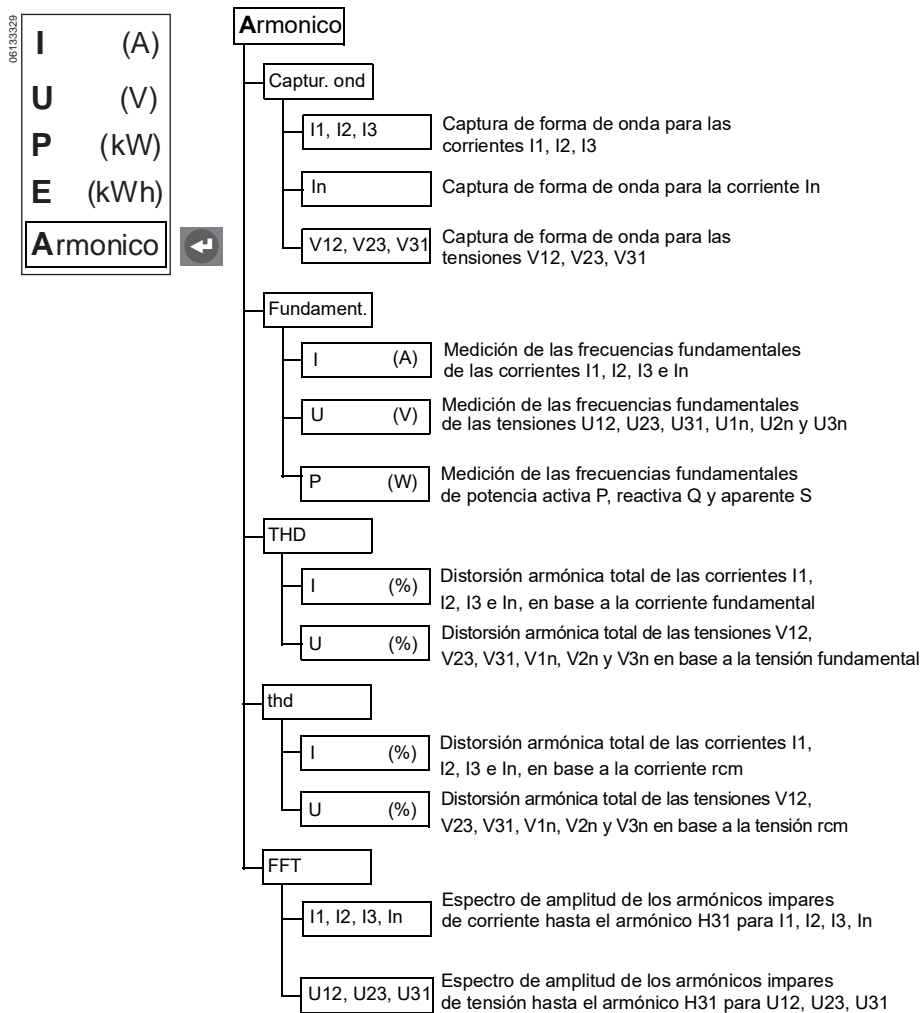 06133329
I (A)
U (V)
P (kW)
E (kWh)
Armonico
Armonico
Captur. ond
I1, I2, I3
Captura de forma de onda para las
corrientes I1, I2, I3
In
Captura de forma de onda para la corriente In
V12, V23, V31
Captura de forma de onda para las
tensiones V12, V23, V31
Fundament.
I (A)
Medición de las frecuencias fundamentales
de las corrientes I1, I2, I3 e In
U (V)
Medición de las frecuencias fundamentales
de las tensiones U12, U23, U31, U1n, U2n y U3n
P (W)
Medición de las frecuencias fundamentales
de potencia activa P, reactiva Q y aparente S
THD
I (%)
Distorsión armónica total de las corrientes I1,
I2, I3 e In, en base a la corriente fundamental
U (%)
Distorsión armónica total de las tensiones V12,
V23, V31, V1n, V2n y V3n en base a la tensión fundamental
thd
I (%)
Distorsión armónica total de las corrientes I1,
I2, I3 e In, en base a la corriente rcm
U (%)
Distorsión armónica total de las tensiones V12,
V23, V31, V1n, V2n y V3n en base a la tensión rcm
FFT
I1, I2, I3, In
Espectro de amplitud de los armónicos impares
de corriente hasta el armónico H31 para I1, I2, I3, In
U12, U23, U31
Espectro de amplitud de los armónicos impares
de tensión hasta el armónico H31 para U12, U23, U31